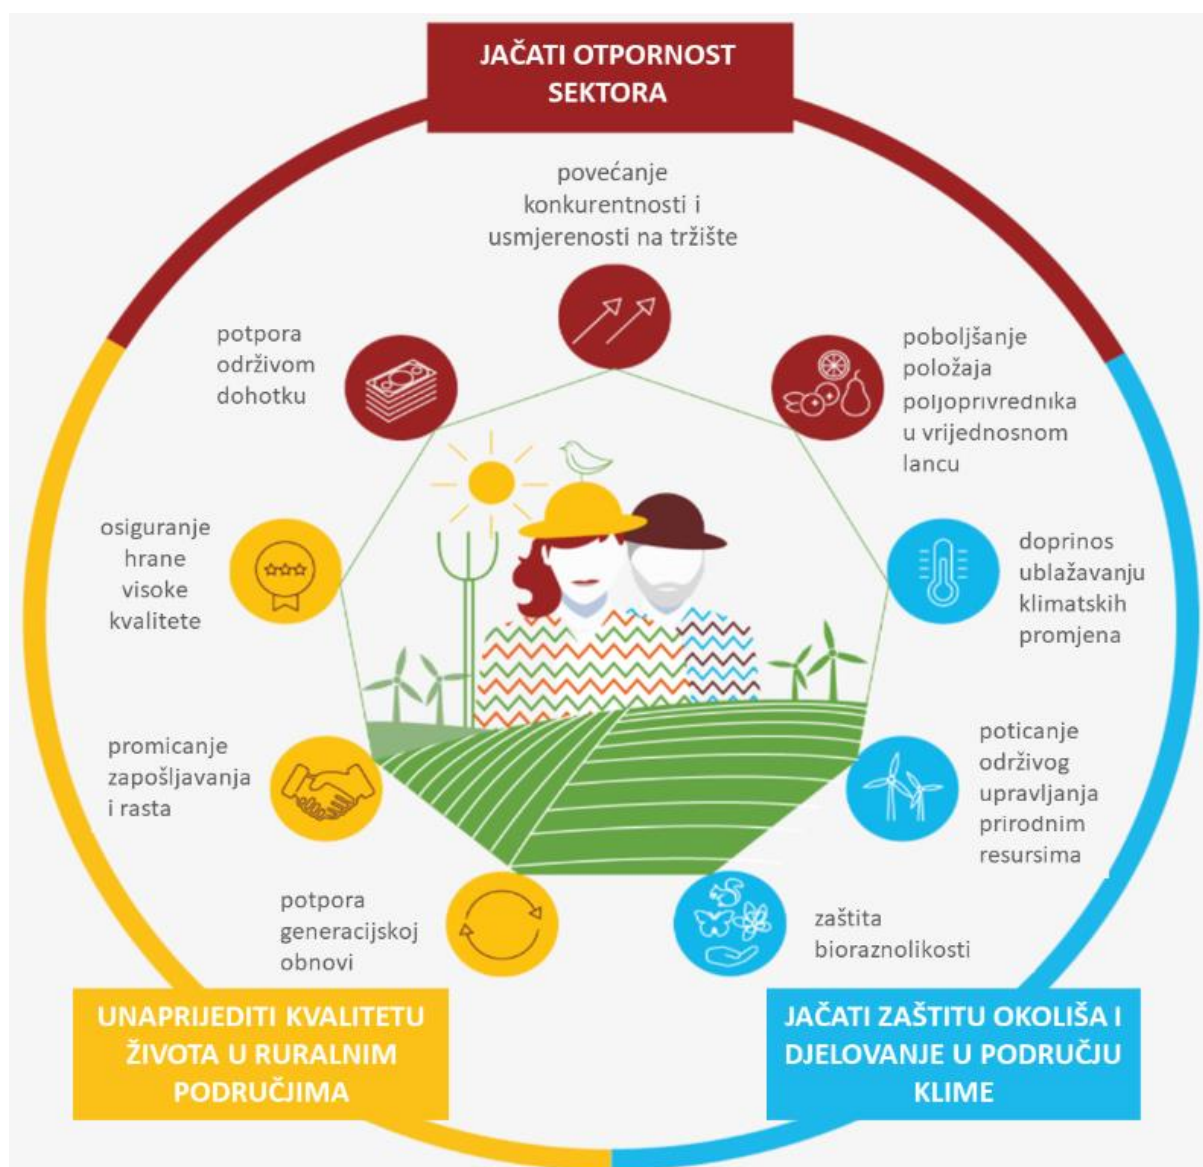 JAČATI OTPORNOST
SEKTORA
povećanje
konkurentnosti i
usmjerenosti na tržište
potpora
održivom
dohotku
poboljšanje
položaja
poljoprivrednika
u vrijednosnom
lancu
osiguranje
hrane
visoke
kvalitete
doprinos
ublažavanju
klimatskih
promjena
promicanje
zapošljavanja
i rasta
poticanje
održivog
upravljanja
prirodnim
resursima
potpora
generacijskoj
obnovi
zaštita
bioraznolikosti
UNAPRIJEDITI KVALITETU
ŽIVOTA U RURALNIM
PODRUČJIMA
JAČATI ZAŠTITU OKOLIŠA I
DJELOVANJE U PODRUČJU
KLIME